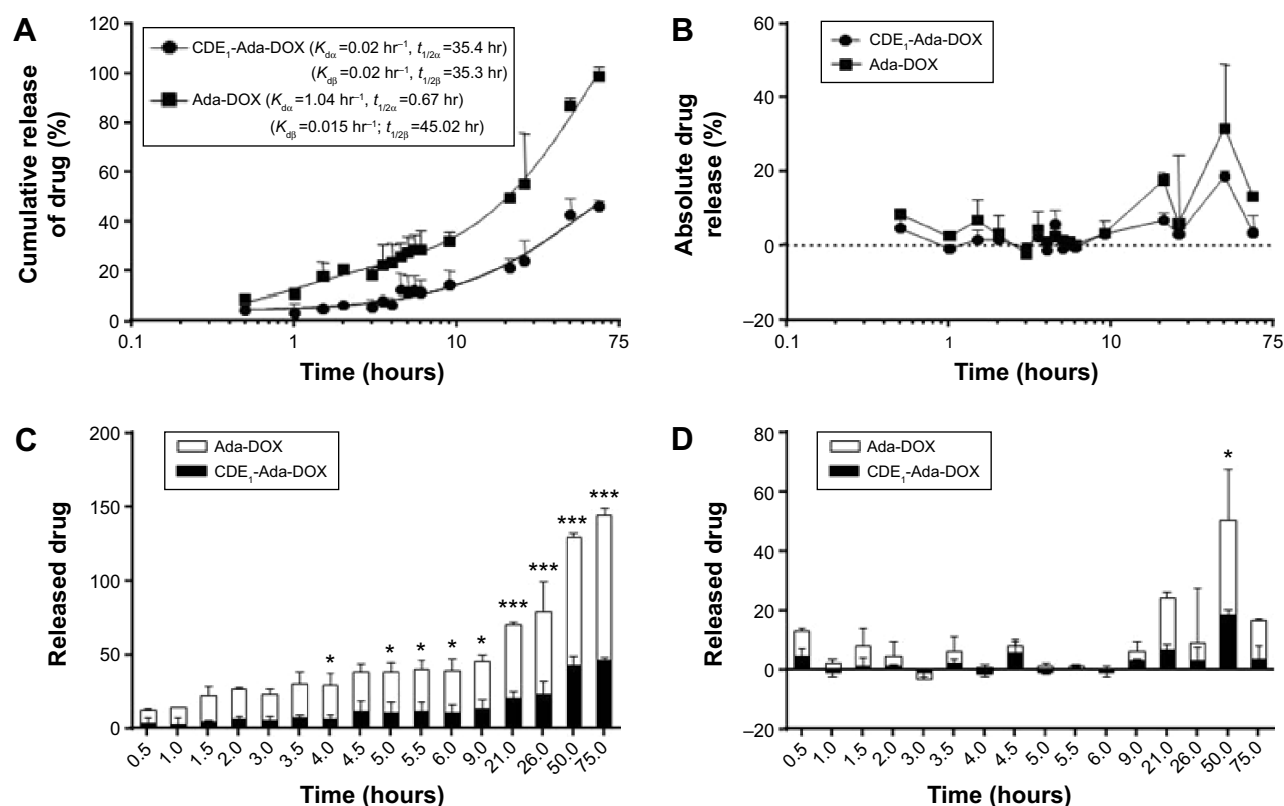 A
Cumulative release
of drug (%)
120
100
80
60
40
20
0
CDE₁-Ada-DOX (K_dα=0.02 hr⁻¹, t_1/2α=35.4 hr)
(K_dβ=0.02 hr⁻¹, t_1/2β=35.3 hr)
Ada-DOX (K_dα=1.04 hr⁻¹, t_1/2α=0.67 hr)
(K_dβ=0.015 hr⁻¹; t_1/2β=45.02 hr)
0.1 1 10 75
Time (hours)
B
Absolute drug
release (%)
60
40
20
0
−20
CDE₁-Ada-DOX
Ada-DOX
0.1 1 10 75
Time (hours)
C
Released drug
200
150
100
50
0
Ada-DOX
CDE₁-Ada-DOX
* * * * * *** *** *** ***
0.5 1.0 1.5 2.0 3.0 3.5 4.0 4.5 5.0 5.5 6.0 9.0 21.0 26.0 50.0 75.0
Time (hours)
D
Released drug
80
60
40
20
0
−20
Ada-DOX
CDE₁-Ada-DOX
*
0.5 1.0 1.5 2.0 3.0 3.5 4.0 4.5 5.0 5.5 6.0 9.0 21.0 26.0 50.0 75.0
Time (hours)